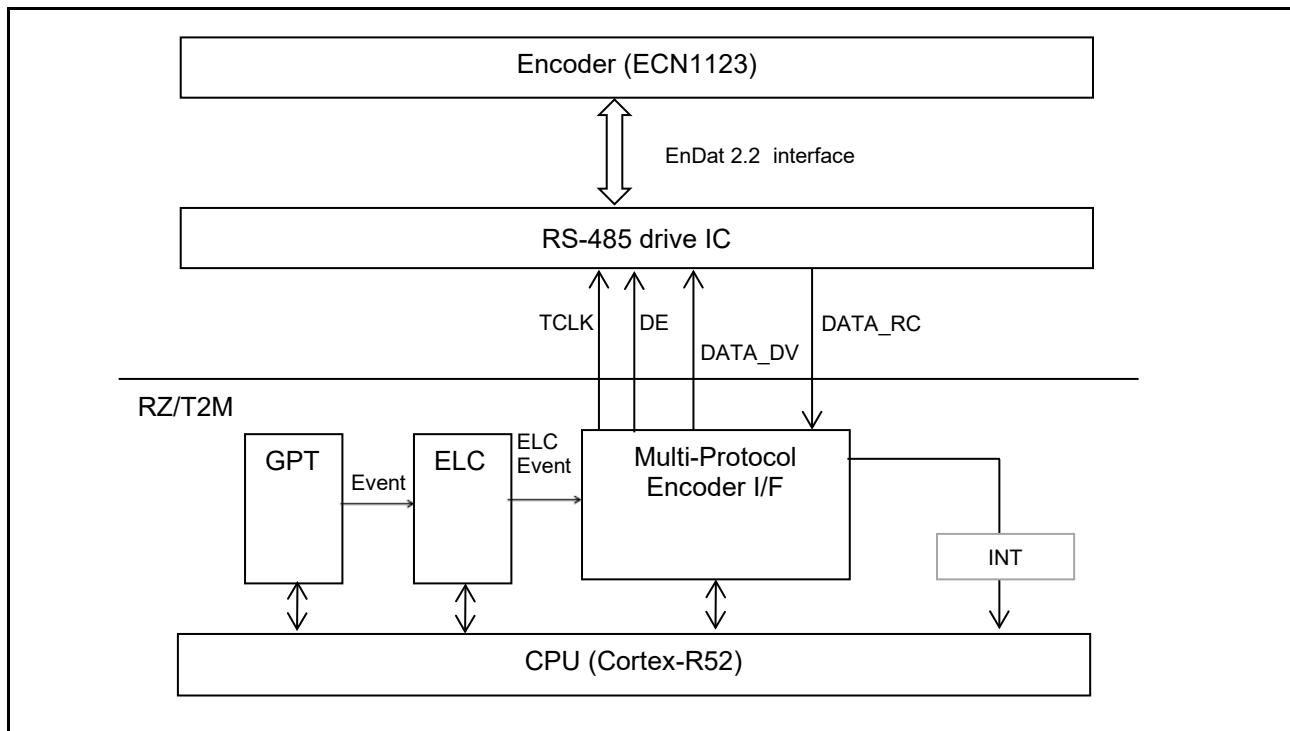 Encoder (ECN1123)
EnDat 2.2 interface
RS-485 drive IC
TCLK
DE
DATA_DV
DATA_RC
RZ/T2M
GPT
Event
ELC
ELC
Event
Multi-Protocol
Encoder I/F
INT
CPU (Cortex-R52)